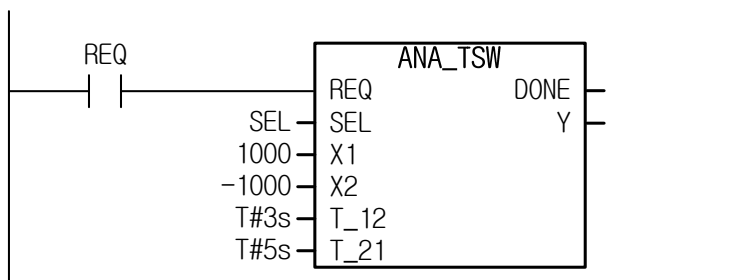 REQ
ANA_TSW
REQ DONE
SEL SEL Y
1000 X1
-1000 X2
T#3s T_12
T#5s T_21